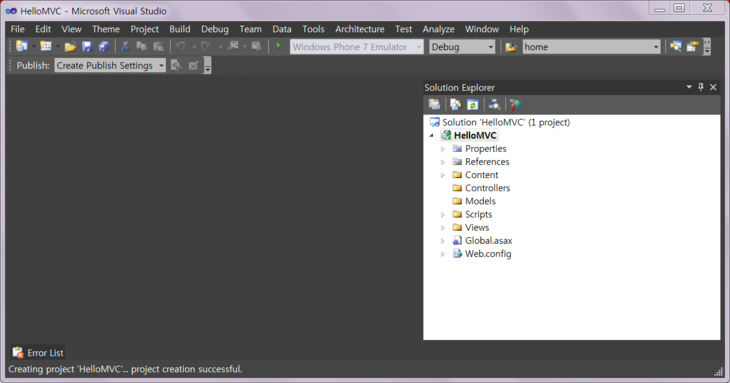 HelloMVC - Microsoft Visual Studio
File Edit View Theme Project Build Debug Team Data Tools Architecture Test Analyze Window Help
Windows Phone 7 Emulator Debug home
Publish: Create Publish Settings
Solution Explorer
Solution 'HelloMVC' (1 project)
HelloMVC
Properties
References
Content
Controllers
Models
Scripts
Views
Global.asax
Web.config
Error List
Creating project 'HelloMVC'... project creation successful.